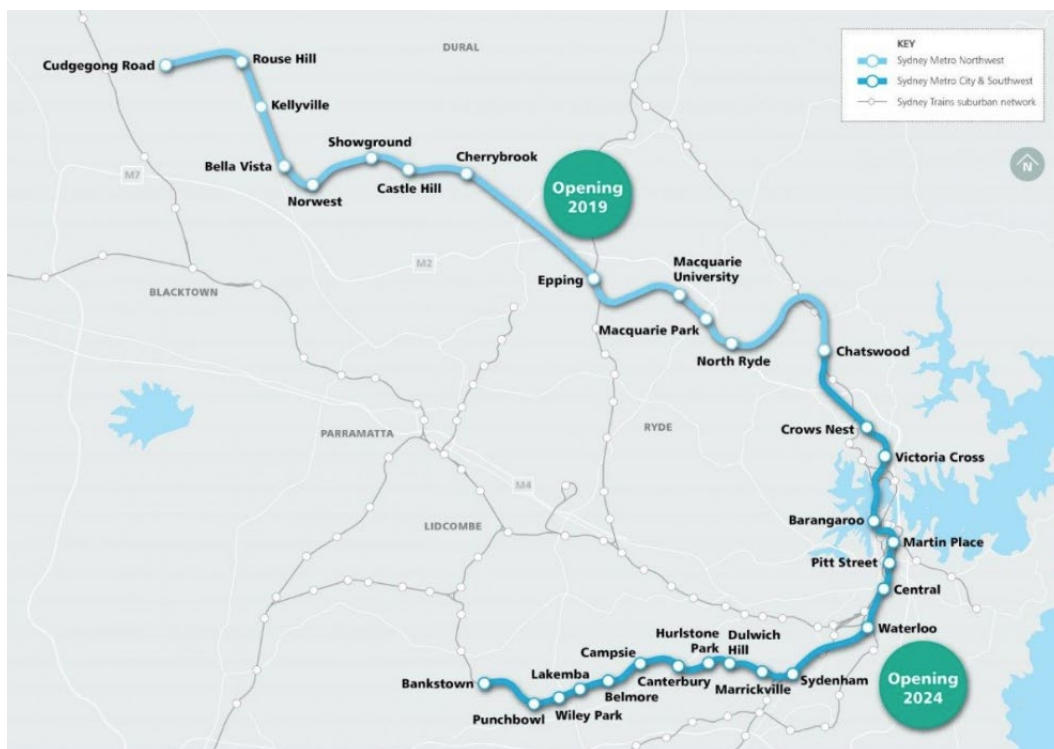 DURAL
KEY
Sydney Metro Northwest
Sydney Metro City & Southwest
Sydney Trains suburban network
N
Cudgegong Road
Rouse Hill
Kellyville
Showground
Cherrybrook
Bella Vista
Castle Hill
Norwest
M7
Opening
2019
M2
Macquarie
University
Epping
BLACKTOWN
Macquarie Park
North Ryde
Chatswood
Crows Nest
RYDE
PARRAMATTA
Victoria Cross
M4
Barangaroo
LIDCOMBE
Martin Place
Pitt Street
Central
Waterloo
Hurlstone
Park
Dulwich
Hill
Campsie
Lakemba
Bankstown
Canterbury
Sydenham
Marrickville
Belmore
Wiley Park
Punchbowl
Opening
2024